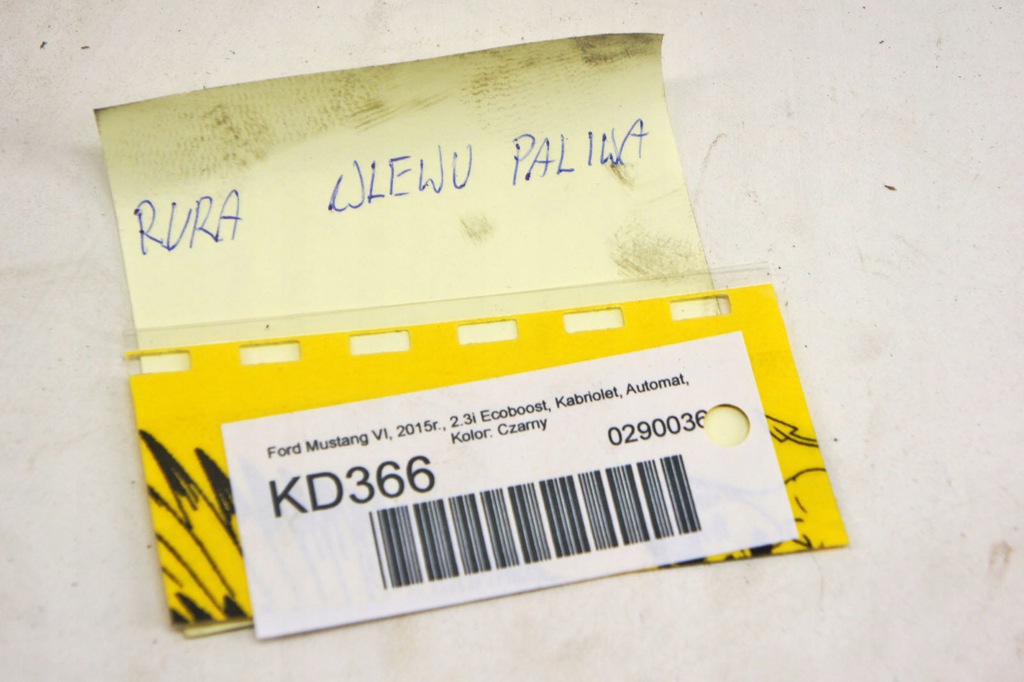 RURA WLEWU PALIWA
Ford Mustang VI, 2015r., 2.3i Ecoboost, Kabriolet, Automat,
Kolor: Czarny
0290036
KD366